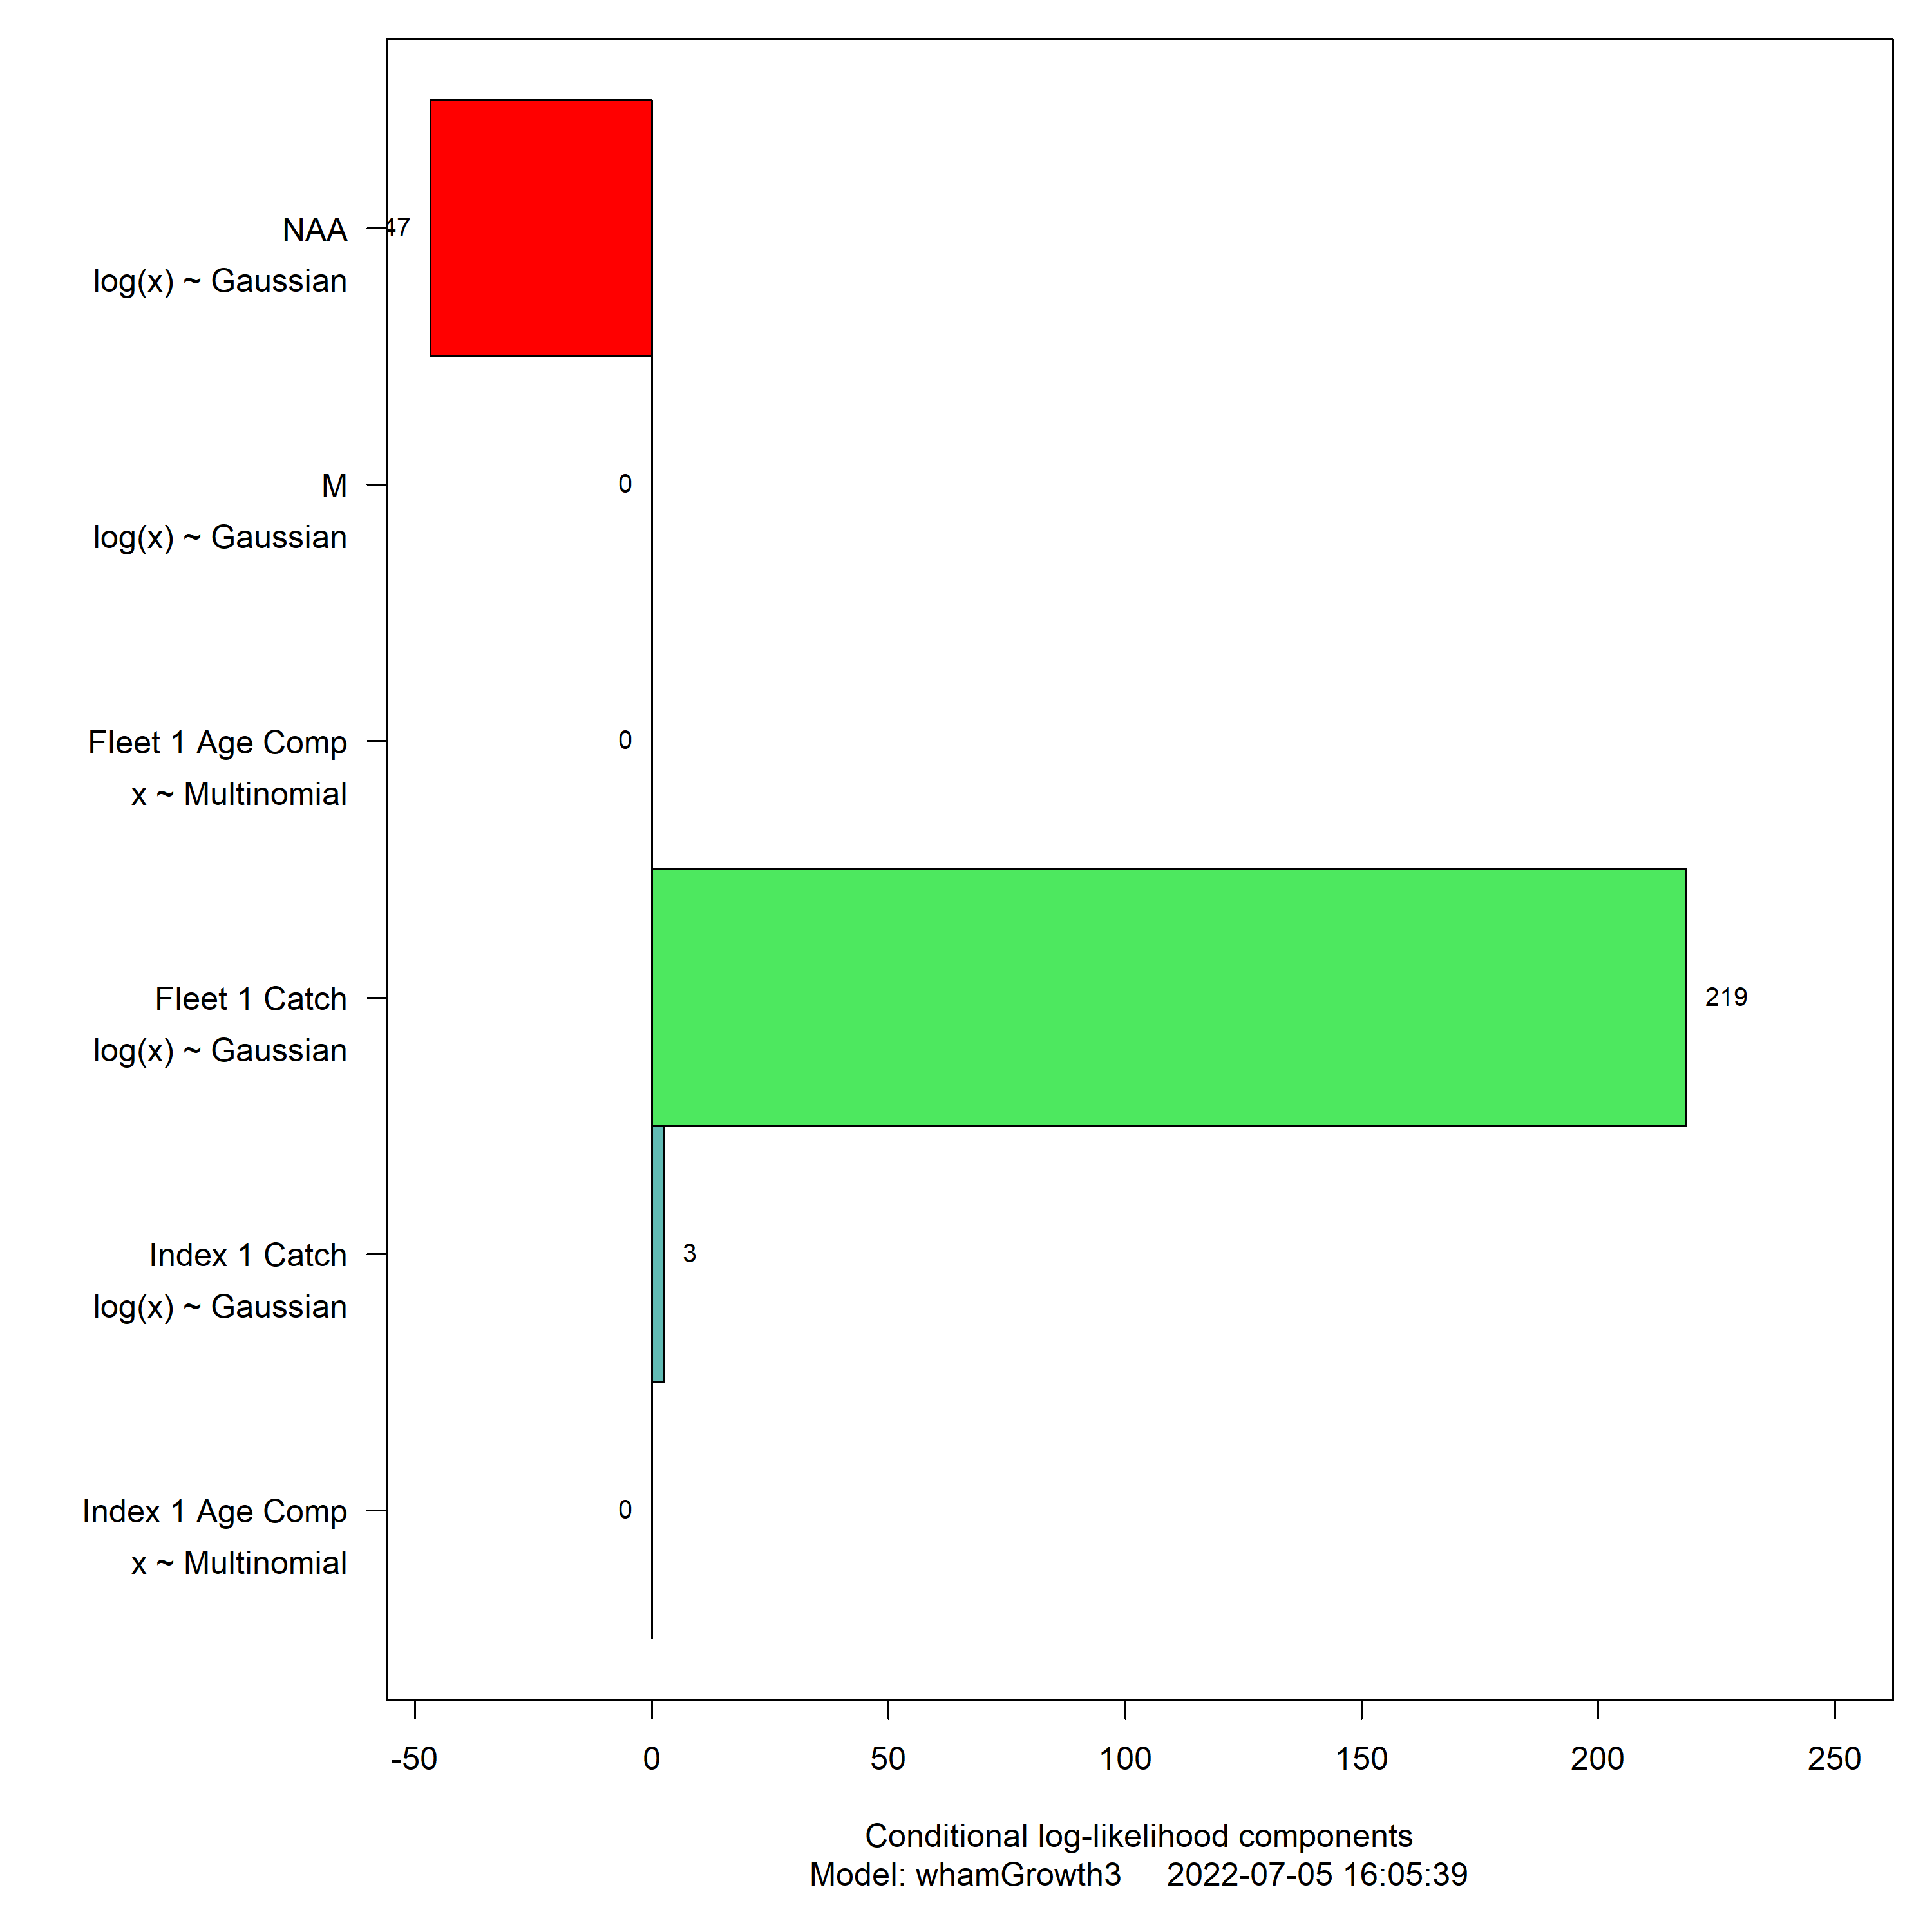 NAA
log(x) ~ Gaussian
47
M
log(x) ~ Gaussian
0
Fleet 1 Age Comp
x ~ Multinomial
0
Fleet 1 Catch
log(x) ~ Gaussian
219
Index 1 Catch
log(x) ~ Gaussian
3
Index 1 Age Comp
x ~ Multinomial
0
-50 0 50 100 150 200 250
Conditional log-likelihood components
Model: whamGrowth3 2022-07-05 16:05:39